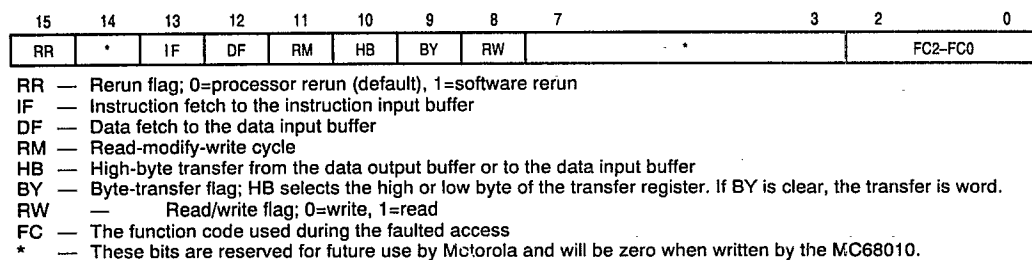 15 14 13 12 11 10 9 8 7 3 2 0
RR * IF DF RM HB BY RW * FC2–FC0
RR — Rerun flag; 0=processor rerun (default), 1=software rerun
IF — Instruction fetch to the instruction input buffer
DF — Data fetch to the data input buffer
RM — Read-modify-write cycle
HB — High-byte transfer from the data output buffer or to the data input buffer
BY — Byte-transfer flag; HB selects the high or low byte of the transfer register. If BY is clear, the transfer is word.
RW — Read/write flag; 0=write, 1=read
FC — The function code used during the faulted access
* — These bits are reserved for future use by Motorola and will be zero when written by the MC68010.